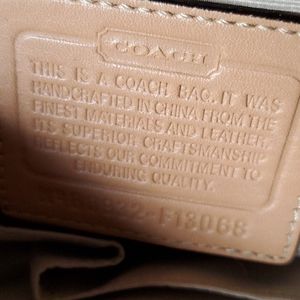 COACH
THIS IS A COACH BAG. IT WAS
HANDCRAFTED IN CHINA FROM THE
FINEST MATERIALS AND LEATHER.
ITS SUPERIOR CRAFTSMANSHIP
REFLECTS OUR COMMITMENT TO
ENDURING QUALITY.